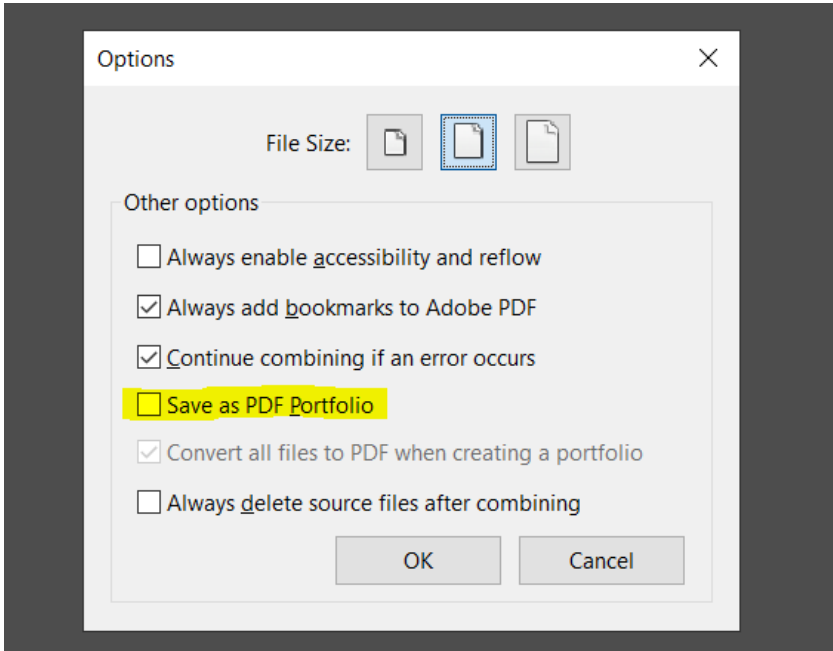 Options
File Size:
Other options
Always enable accessibility and reflow
Always add bookmarks to Adobe PDF
Continue combining if an error occurs
Save as PDF Portfolio
Convert all files to PDF when creating a portfolio
Always delete source files after combining
OK Cancel